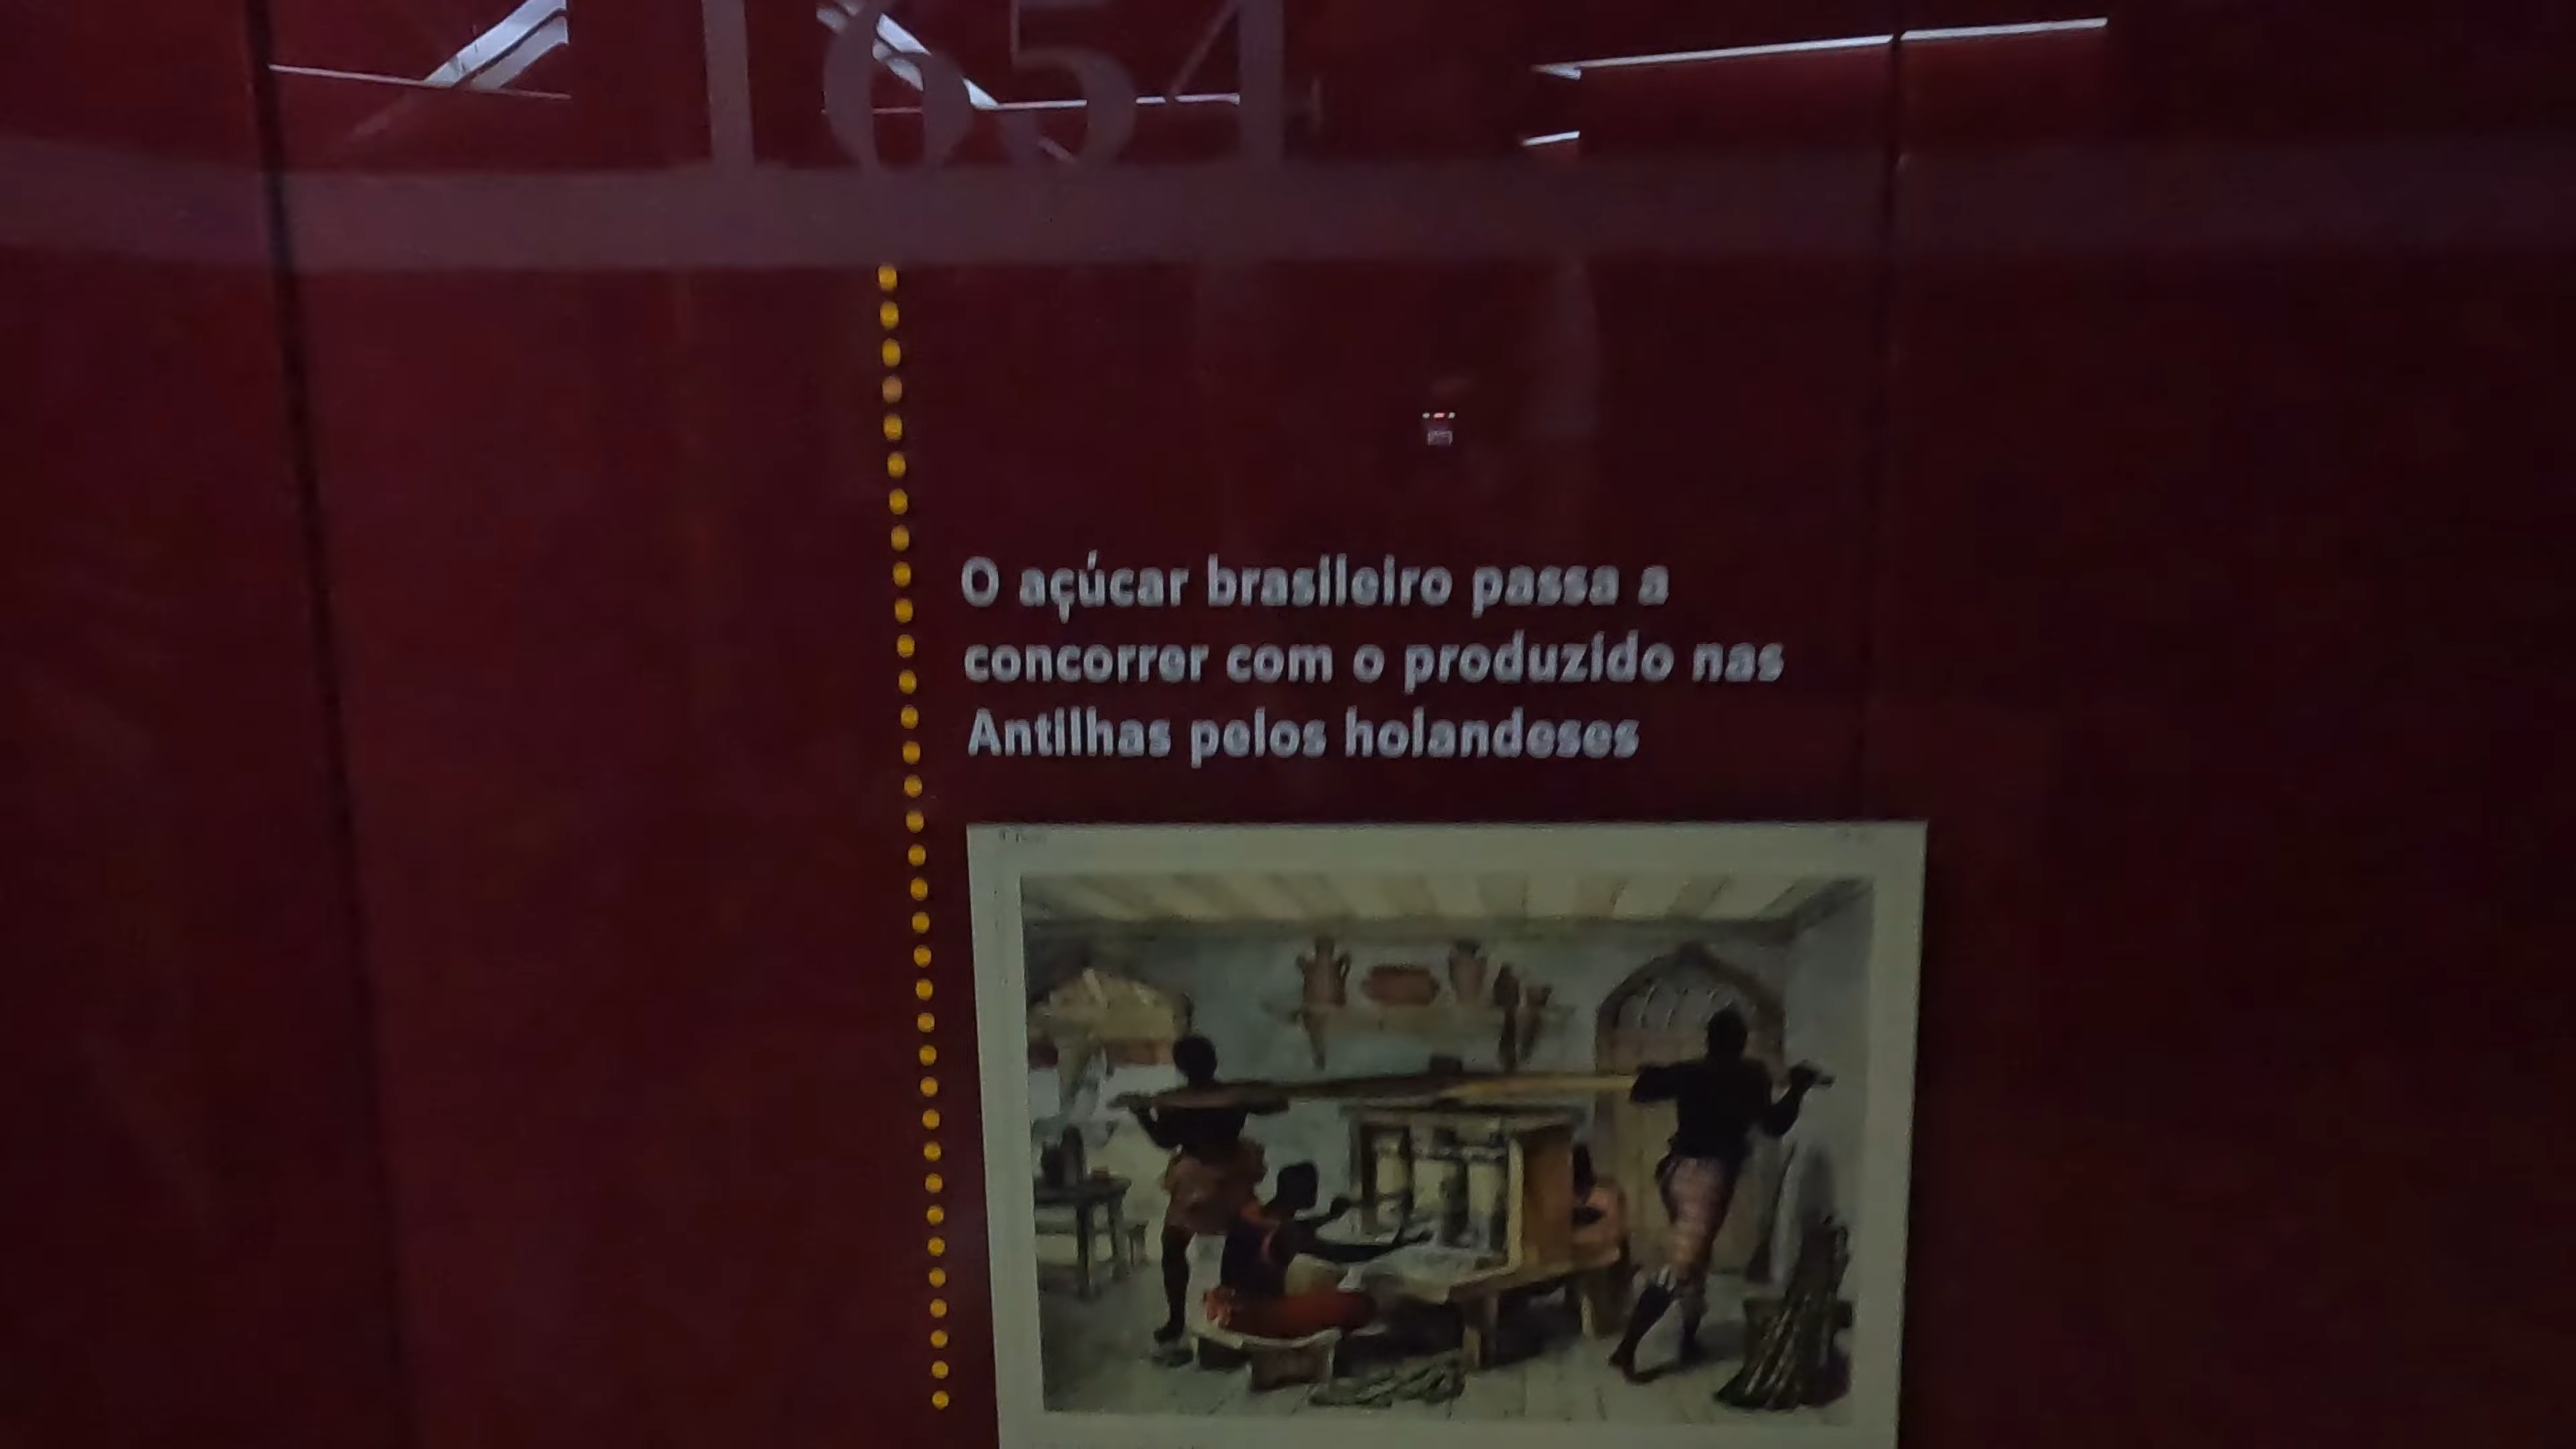 1654
O açúcar brasileiro passa a
concorrer com o produzido nas
Antilhas pelos holandeses